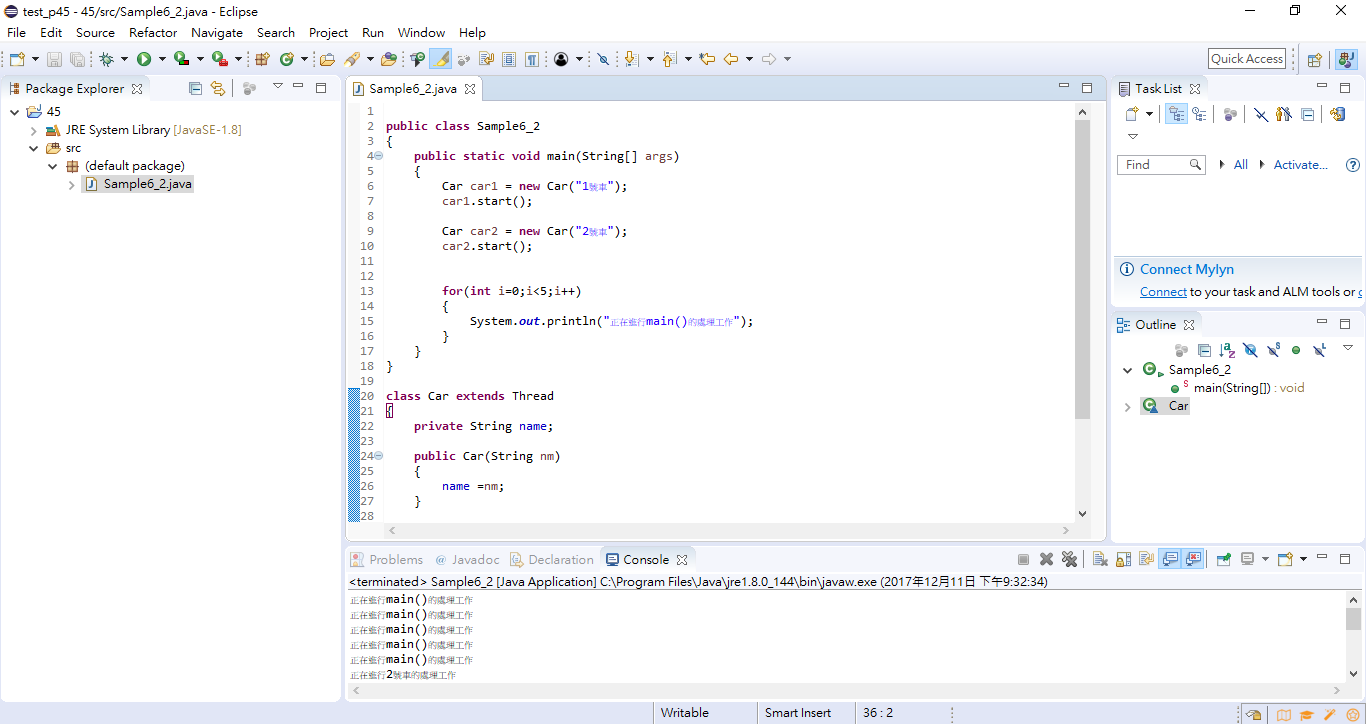 test_p45 - 45/src/Sample6_2.java - Eclipse
File Edit Source Refactor Navigate Search Project Run Window Help
Quick Access
Package Explorer
45
JRE System Library [JavaSE-1.8]
src
(default package)
Sample6_2.java
Sample6_2.java
1
2 public class Sample6_2
3 {
4 public static void main(String[] args)
5 {
6 Car car1 = new Car("1號車");
7 car1.start();
8
9 Car car2 = new Car("2號車");
10 car2.start();
11
12
13 for(int i=0;i<5;i++)
14 {
15 System.out.println("正在進行main()的處理工作");
16 }
17 }
18 }
19
20 class Car extends Thread
21 {
22 private String name;
23
24 public Car(String nm)
25 {
26 name =nm;
27 }
28
Task List
Find
All
Activate...
Connect Mylyn
Connect to your task and ALM tools or c
Outline
Sample6_2
S main(String[]) : void
Car
Problems @ Javadoc Declaration Console
<terminated> Sample6_2 [Java Application] C:\Program Files\Java\jre1.8.0_144\bin\javaw.exe (2017年12月11日 下午9:32:34)
正在進行main()的處理工作
正在進行main()的處理工作
正在進行main()的處理工作
正在進行main()的處理工作
正在進行main()的處理工作
正在進行2號車的處理工作
Writable
Smart Insert
36 : 2